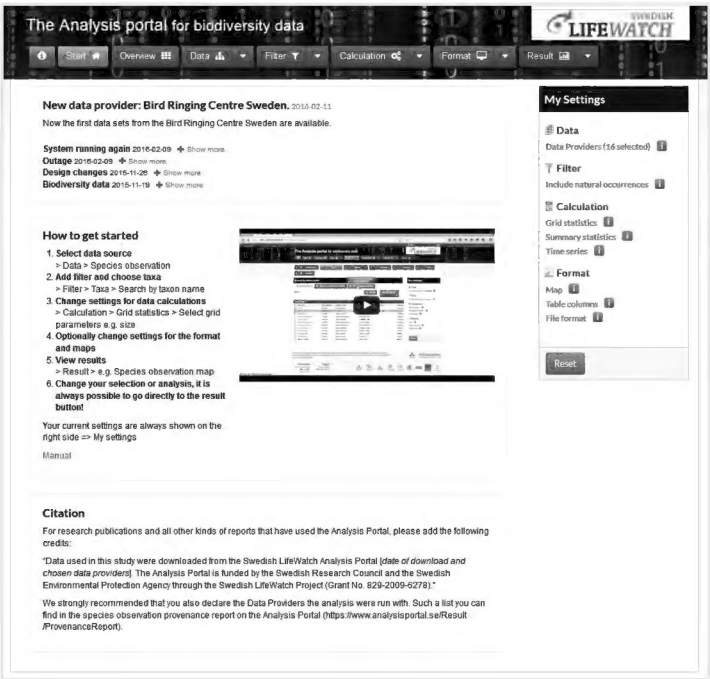 The Analysis portal for biodiversity data
SWEDISH
LIFEWATCH
Start
Overview
Data
Filter
Calculation
Format
Result
New data provider: Bird Ringing Centre Sweden. 2016-02-11
Now the first data sets from the Bird Ringing Centre Sweden are available.
System running again 2016-02-09 + Show more
Outage 2016-02-09 + Show more
Design changes 2015-11-26 + Show more
Biodiversity data 2015-11-19 + Show more
How to get started
1. Select data source
> Data > Species observation
2. Add filter and choose taxa
> Filter > Taxa > Search by taxon name
3. Change settings for data calculations
> Calculation > Grid statistics > Select grid
parameters e.g. size
4. Optionally change settings for the format
and maps
5. View results
> Result > e.g. Species observation map
6. Change your selection or analysis, it is
always possible to go directly to the result
button!
Your current settings are always shown on the
right side => My settings
Manual
Citation
For research publications and all other kinds of reports that have used the Analysis Portal, please add the following
credits:
"Data used in this study were downloaded from the Swedish LifeWatch Analysis Portal [date of download and
chosen data providers]. The Analysis Portal is funded by the Swedish Research Council and the Swedish
Environmental Protection Agency through the Swedish LifeWatch Project (Grant No. 829-2009-6278)."
We strongly recommended that you also declare the Data Providers the analysis were run with. Such a list you can
find in the species observation provenance report on the Analysis Portal (https://www.analysisportal.se/Result
/ProvenanceReport).
My Settings
Data
Data Providers (16 selected)
Filter
Include natural occurrences
Calculation
Grid statistics
Summary statistics
Time series
Format
Map
Table columns
File format
Reset